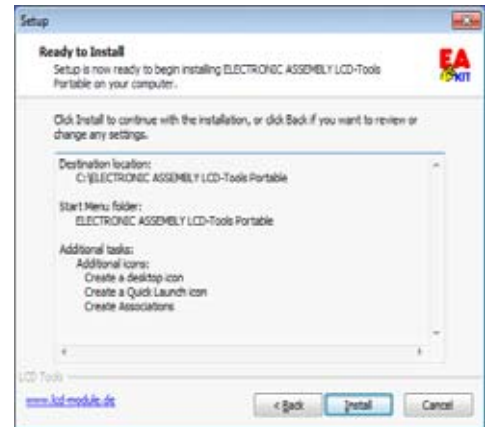 Setup
Ready to Install
Setup is now ready to begin installing ELECTRONIC ASSEMBLY LCD-Tools
Portable on your computer.
EA
KIT
Click Install to continue with the installation, or click Back if you want to review or
change any settings.
Destination location:
C:\ELECTRONIC ASSEMBLY LCD-Tools Portable
Start Menu folder:
ELECTRONIC ASSEMBLY LCD-Tools Portable
Additional tasks:
Additional icons:
Create a desktop icon
Create a Quick Launch icon
Create Associations
LCD Tools
www.lcd-module.de
< Back
Install
Cancel